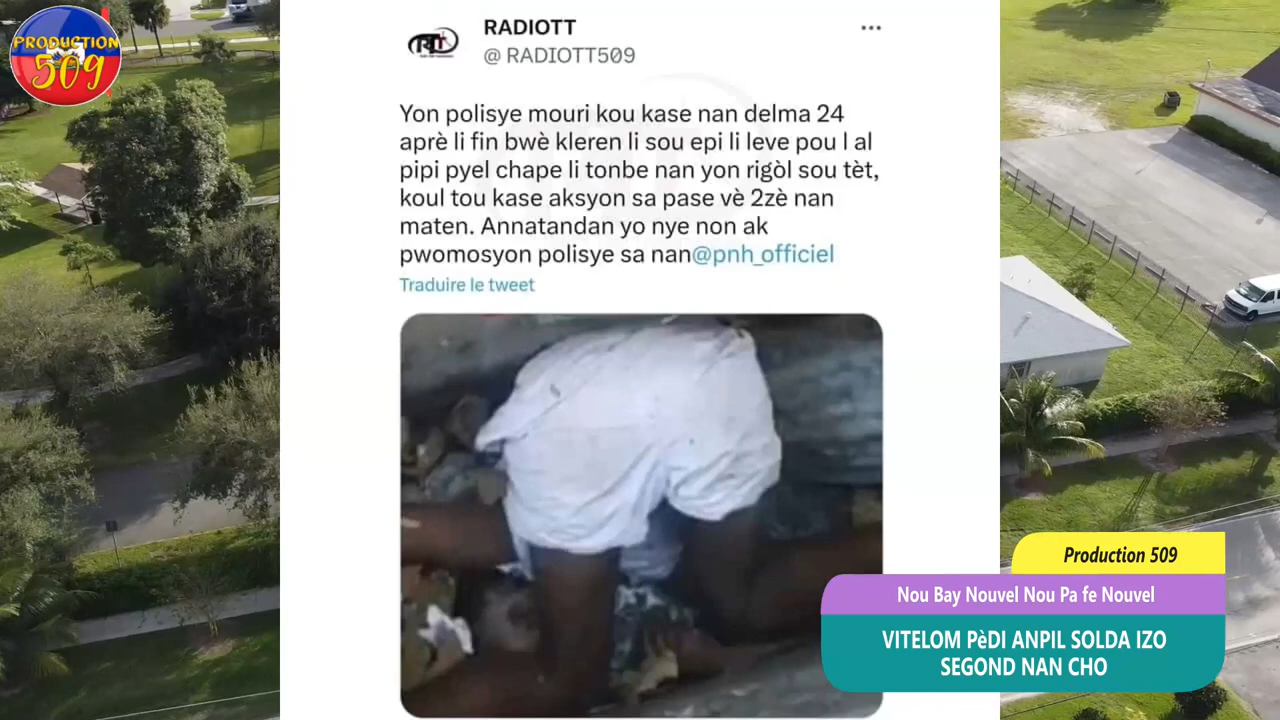 PRODUCTION
509
RADIOTT
@ RADIOTT509
Yon polisye mouri kou kase nan delma 24
aprè li fin bwè kleren li sou epi li leve pou l al
pipi pyel chape li tonbe nan yon rigòl sou tèt,
koul tou kase aksyon sa pase vè 2zè nan
maten. Annatandan yo nye non ak
pwomosyon polisye sa nan@pnh_officiel
Traduire le tweet
Production 509
Nou Bay Nouvel Nou Pa fe Nouvel
VITELOM PèDI ANPIL SOLDA IZO
SEGOND NAN CHO